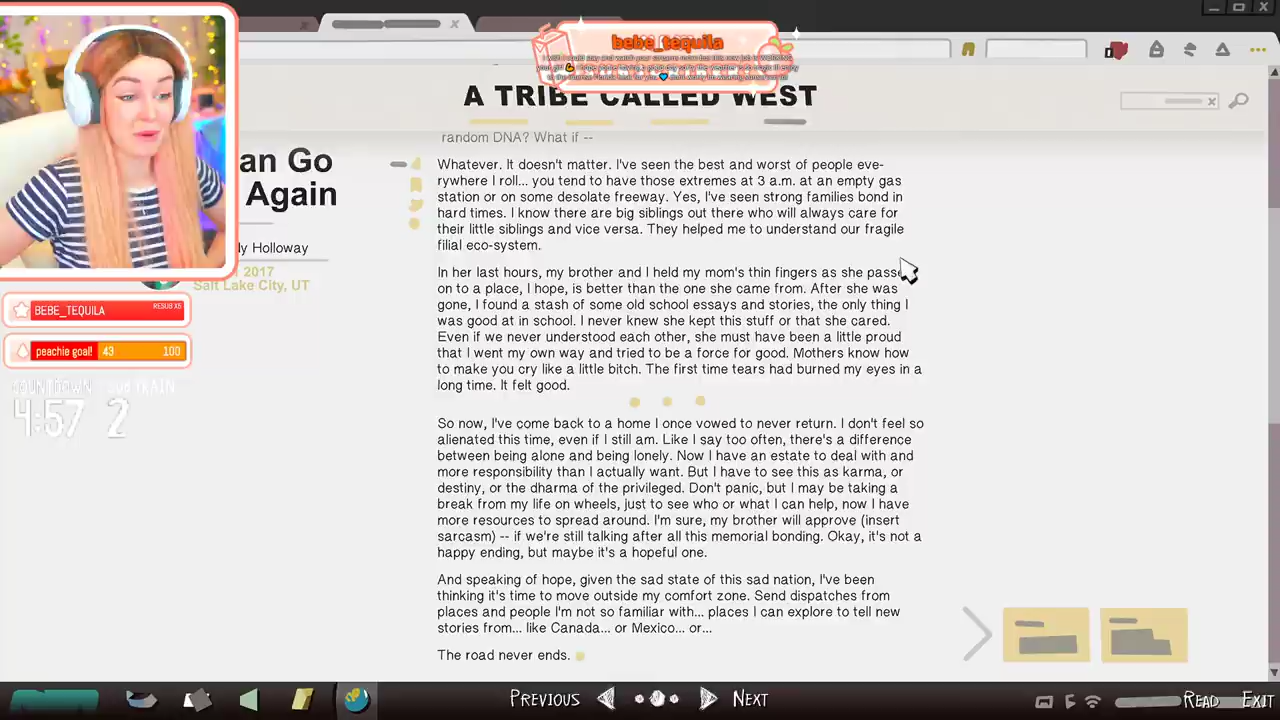 bebe_tequila
A TRIBE CALLED WEST
random DNA? What if --
an Go
Again
ly Holloway
2017
Salt Lake City, UT
Whatever. It doesn't matter. I've seen the best and worst of people eve-
rywhere I roll... you tend to have those extremes at 3 a.m. at an empty gas
station or on some desolate freeway. Yes, I've seen strong families bond in
hard times. I know there are big siblings out there who will always care for
their little siblings and vice versa. They helped me to understand our fragile
filial eco-system.
In her last hours, my brother and I held my mom's thin fingers as she passe
on to a place, I hope, is better than the one she came from. After she was
gone, I found a stash of some old school essays and stories, the only thing I
was good at in school. I never knew she kept this stuff or that she cared.
Even if we never understood each other, she must have been a little proud
that I went my own way and tried to be a force for good. Mothers know how
to make you cry like a little bitch. The first time tears had burned my eyes in a
long time. It felt good.
So now, I've come back to a home I once vowed to never return. I don't feel so
alienated this time, even if I still am. Like I say too often, there's a difference
between being alone and being lonely. Now I have an estate to deal with and
more responsibility than I actually want. But I have to see this as karma, or
destiny, or the dharma of the privileged. Don't panic, but I may be taking a
break from my life on wheels, just to see who or what I can help, now I have
more resources to spread around. I'm sure, my brother will approve (insert
sarcasm) -- if we're still talking after all this memorial bonding. Okay, it's not a
happy ending, but maybe it's a hopeful one.
And speaking of hope, given the sad state of this sad nation, I've been
thinking it's time to move outside my comfort zone. Send dispatches from
places and people I'm not so familiar with... places I can explore to tell new
stories from... like Canada... or Mexico... or...
The road never ends.
BEBE_TEQUILA RESUB X5
peachie goal! 43 100
COUNTDOWN SUB TRAIN
4:57 2
PREVIOUS NEXT READ EXIT